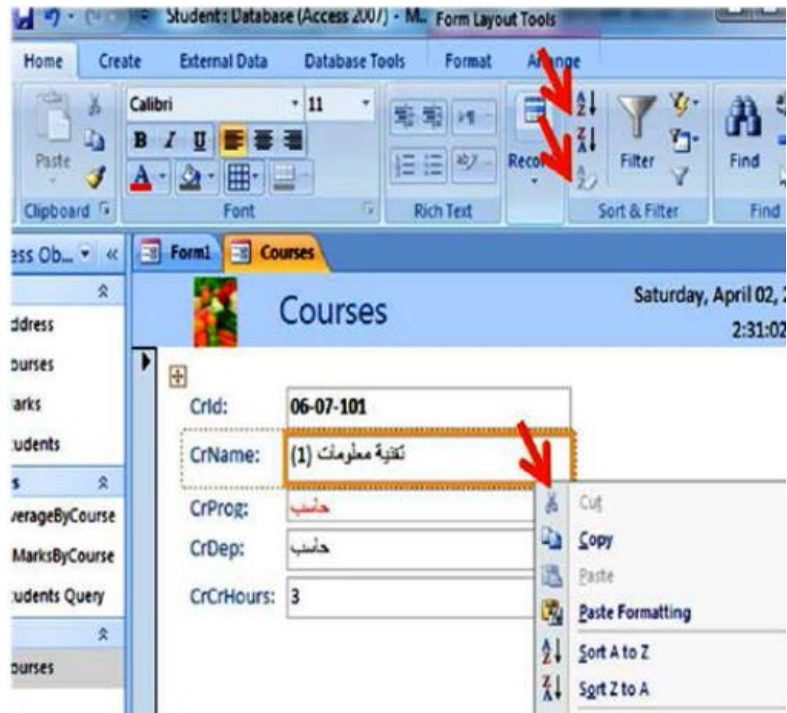 Student : Database (Access 2007) - M... Form Layout Tools
Home Create External Data Database Tools Format Arrange
Calibri 11
B I U
Paste
Filter
Find
Clipboard Font Rich Text Sort & Filter Find
ess Ob... « Form1 Courses
ddress
ourses
arks
udents
s
verageByCourse
MarksByCourse
udents Query
ourses
Courses
Saturday, April 02, 2
2:31:02
CrId: 06-07-101
CrName: تقنية معلومات (1)
CrProg: حاسب
CrDep: حاسب
CrCrHours: 3
Cut
Copy
Paste
Paste Formatting
Sort A to Z
Sort Z to A